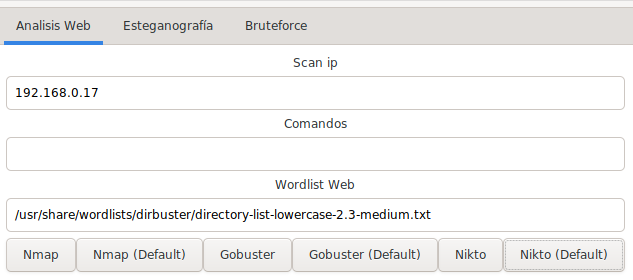 Analisis Web Esteganografía Bruteforce
Scan ip
192.168.0.17
Comandos
Wordlist Web
/usr/share/wordlists/dirbuster/directory-list-lowercase-2.3-medium.txt
Nmap Nmap (Default) Gobuster Gobuster (Default) Nikto Nikto (Default)